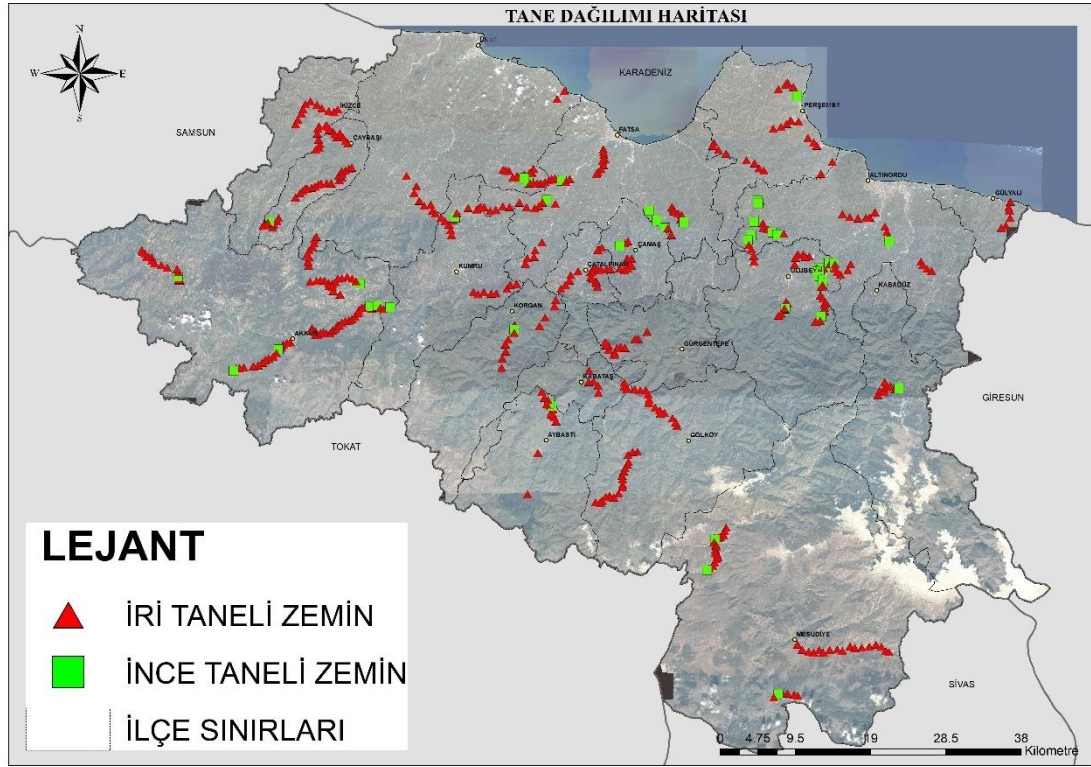 TANE DAĞILIMI HARİTASI
N
W
E
S
ÜNYE
KARADENİZ
PERŞEMBE
İKİZCE
SAMSUN
FATSA
ÇAYBAŞI
ALTINORDU
GÜLYALI
ÇAMAŞ
KUMRU
ÇATALPINAR
ULUBEY
KABADÜZ
KORGAN
AKKUŞ
GÜRGENTEPE
KABATAŞ
GİRESUN
TOKAT
AYBASTI
GÖLKÖY
LEJANT
İRİ TANELİ ZEMİN
İNCE TANELİ ZEMİN
İLÇE SINIRLARI
MESUDİYE
SİVAS
0 4.75 9.5 19 28.5 38
Kilometre